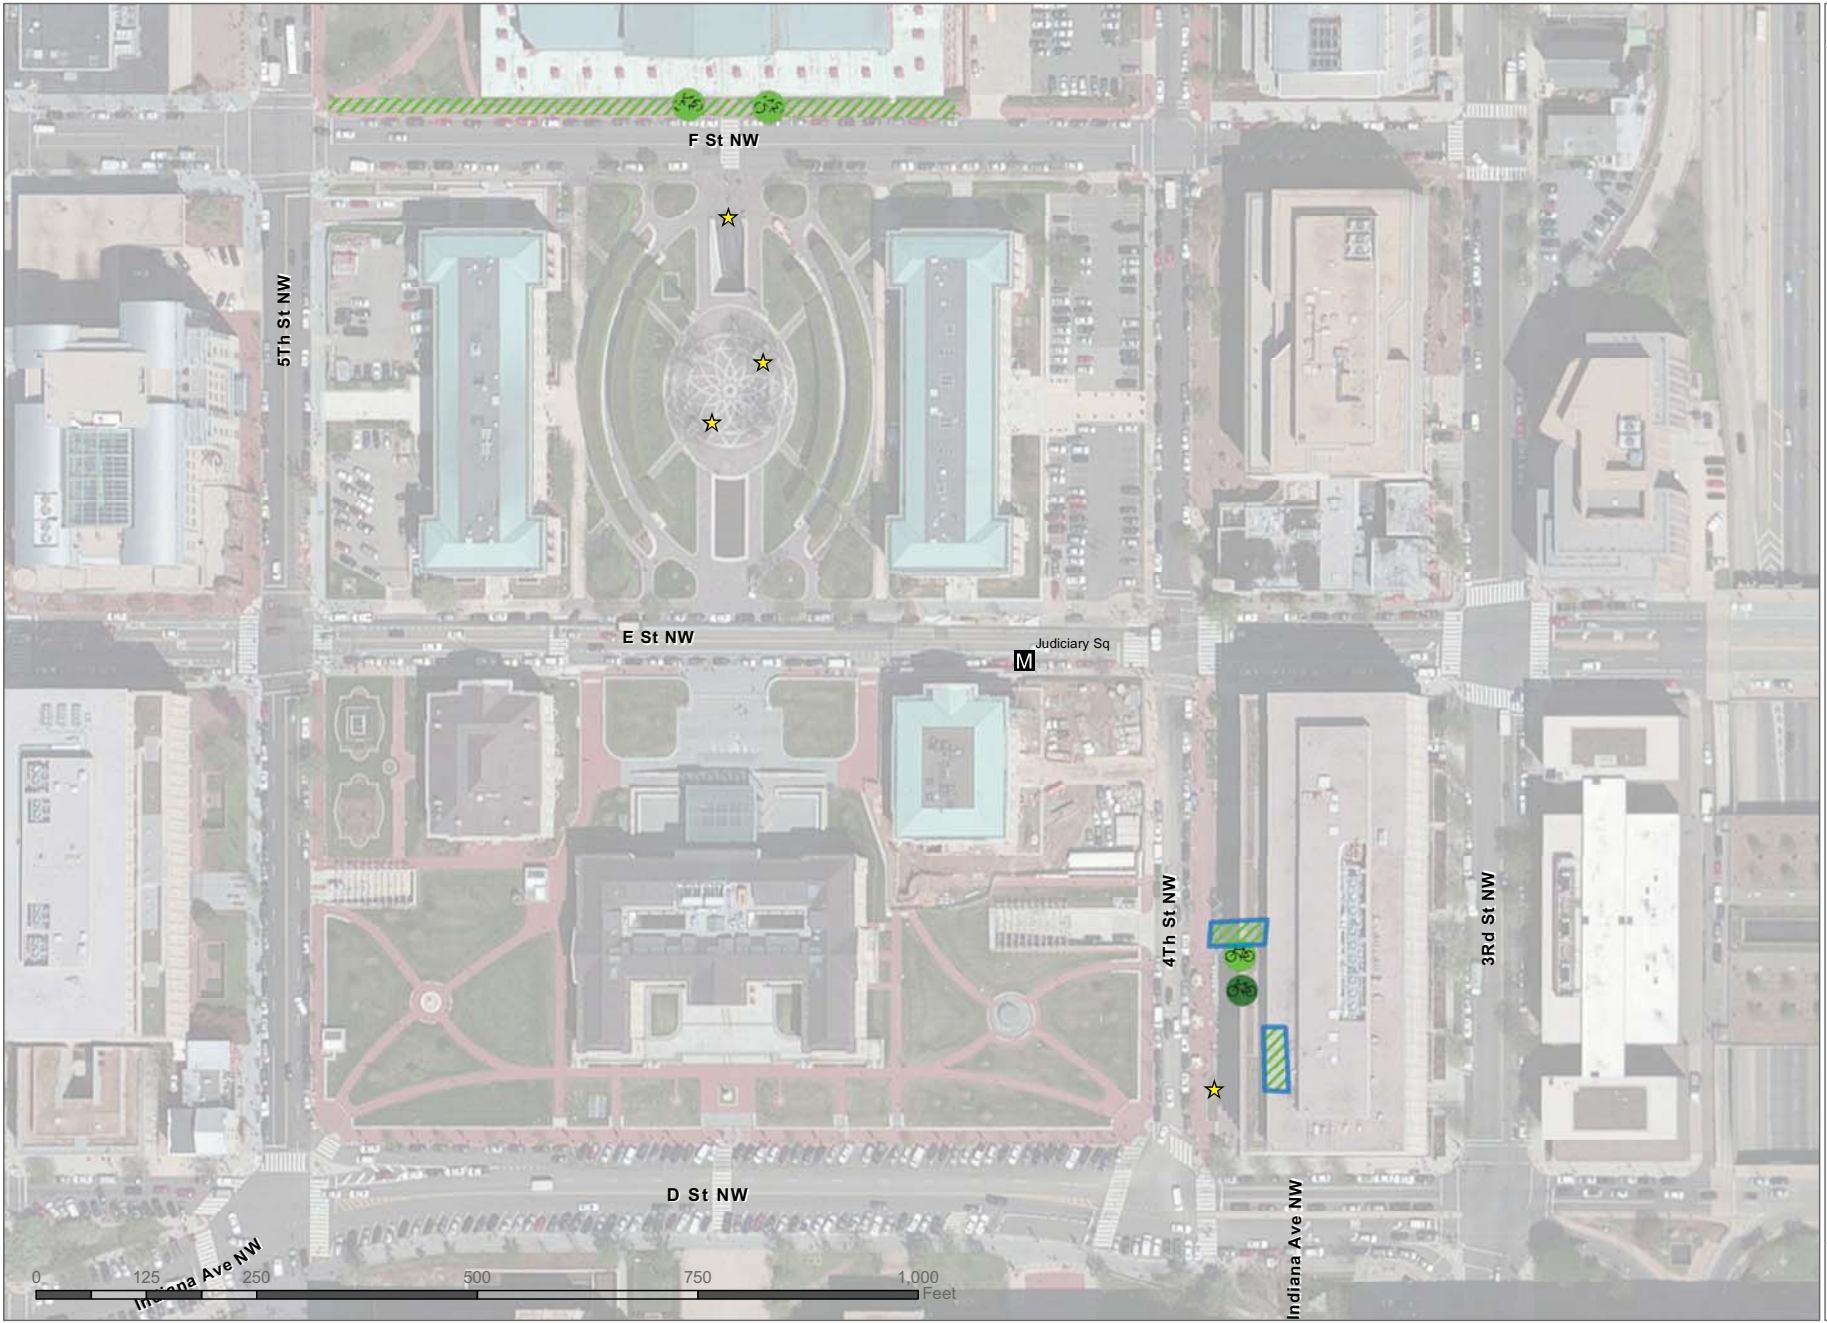 F St NW
5Th St NW
E St NW
Judiciary Sq
M
4Th St NW
3Rd St NW
D St NW
Indiana Ave NW
Indiana Ave NW
0 125 250 500 750 1,000
Feet